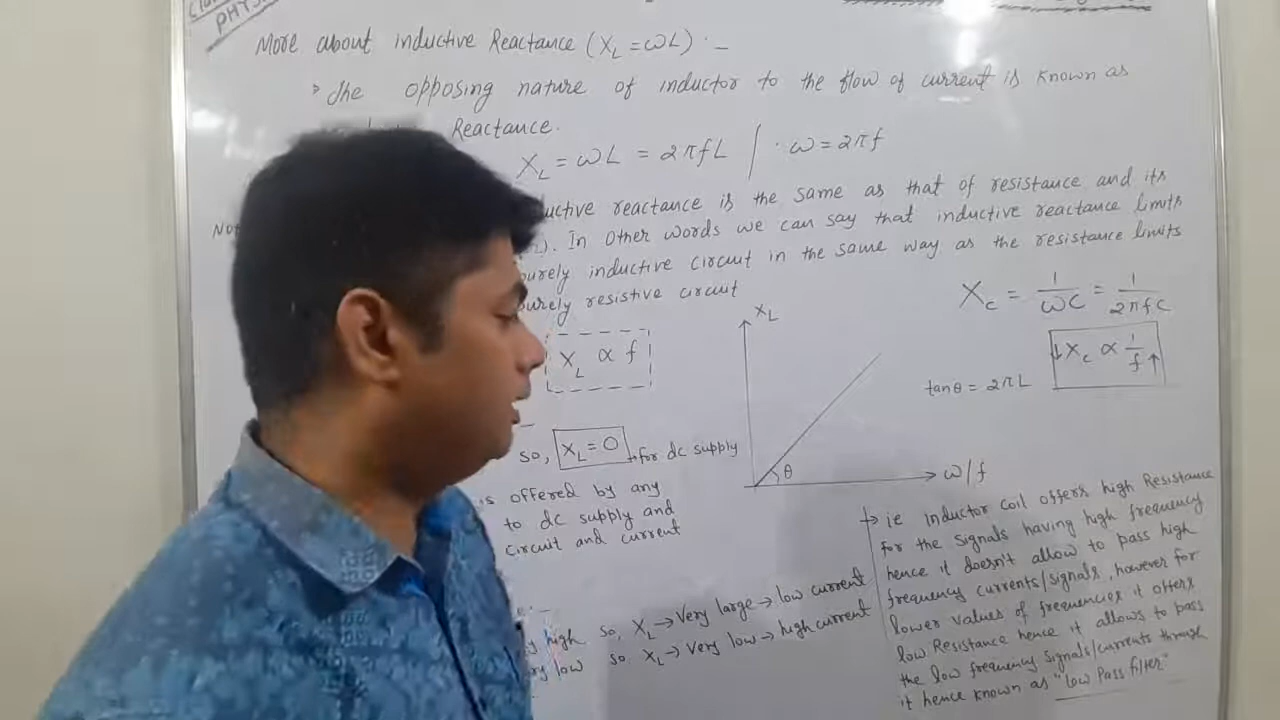 PHYS
More about inductive Reactance (X_L = ωL) · –
The opposing nature of inductor to the flow of current is known as
Reactance.
X_L = ωL = 2πfL | · ω = 2πf
Not uctive reactance is the same as that of resistance and its
). In other words we can say that inductive reactance limits
purely inductive circuit in the same way as the resistance limits
purely resistive circuit
X_C = 1/ωC = 1/2πfC
X_L
X_L ∝ f
↓X_C ∝ 1/f↑
tanθ = 2πL
so, X_L = 0 → for dc supply
θ
ω/f
is offered by any
to dc supply and
circuit and current
→ ie inductor coil offers high Resistance
for the signals having high frequency
hence it doesn't allow to pass high
frequency currents/signals, however for
lower values of frequencies it offers
low Resistance hence it allows to pass
the low frequency signals/currents through
it hence known as "Low Pass filter"
high so, X_L → Very large → low current
ry low so X_L → Very low → high current